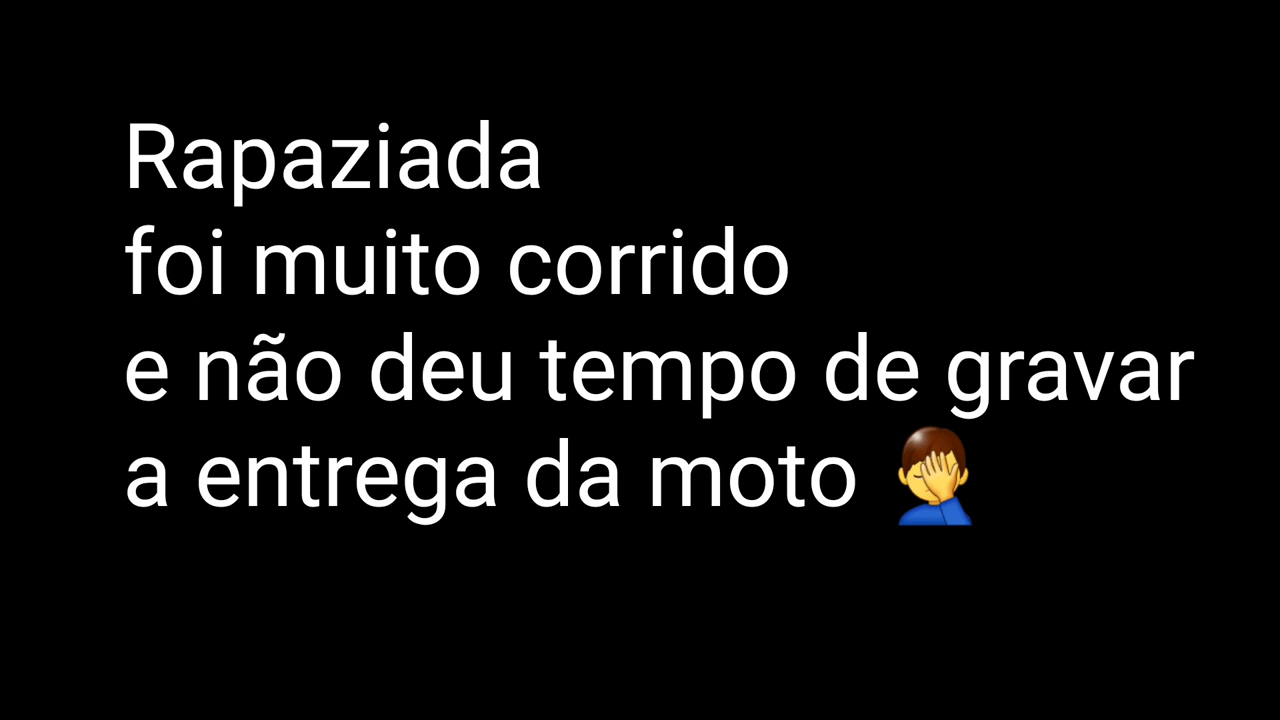 Rapaziada
foi muito corrido
e não deu tempo de gravar
a entrega da moto 🤦‍♂️